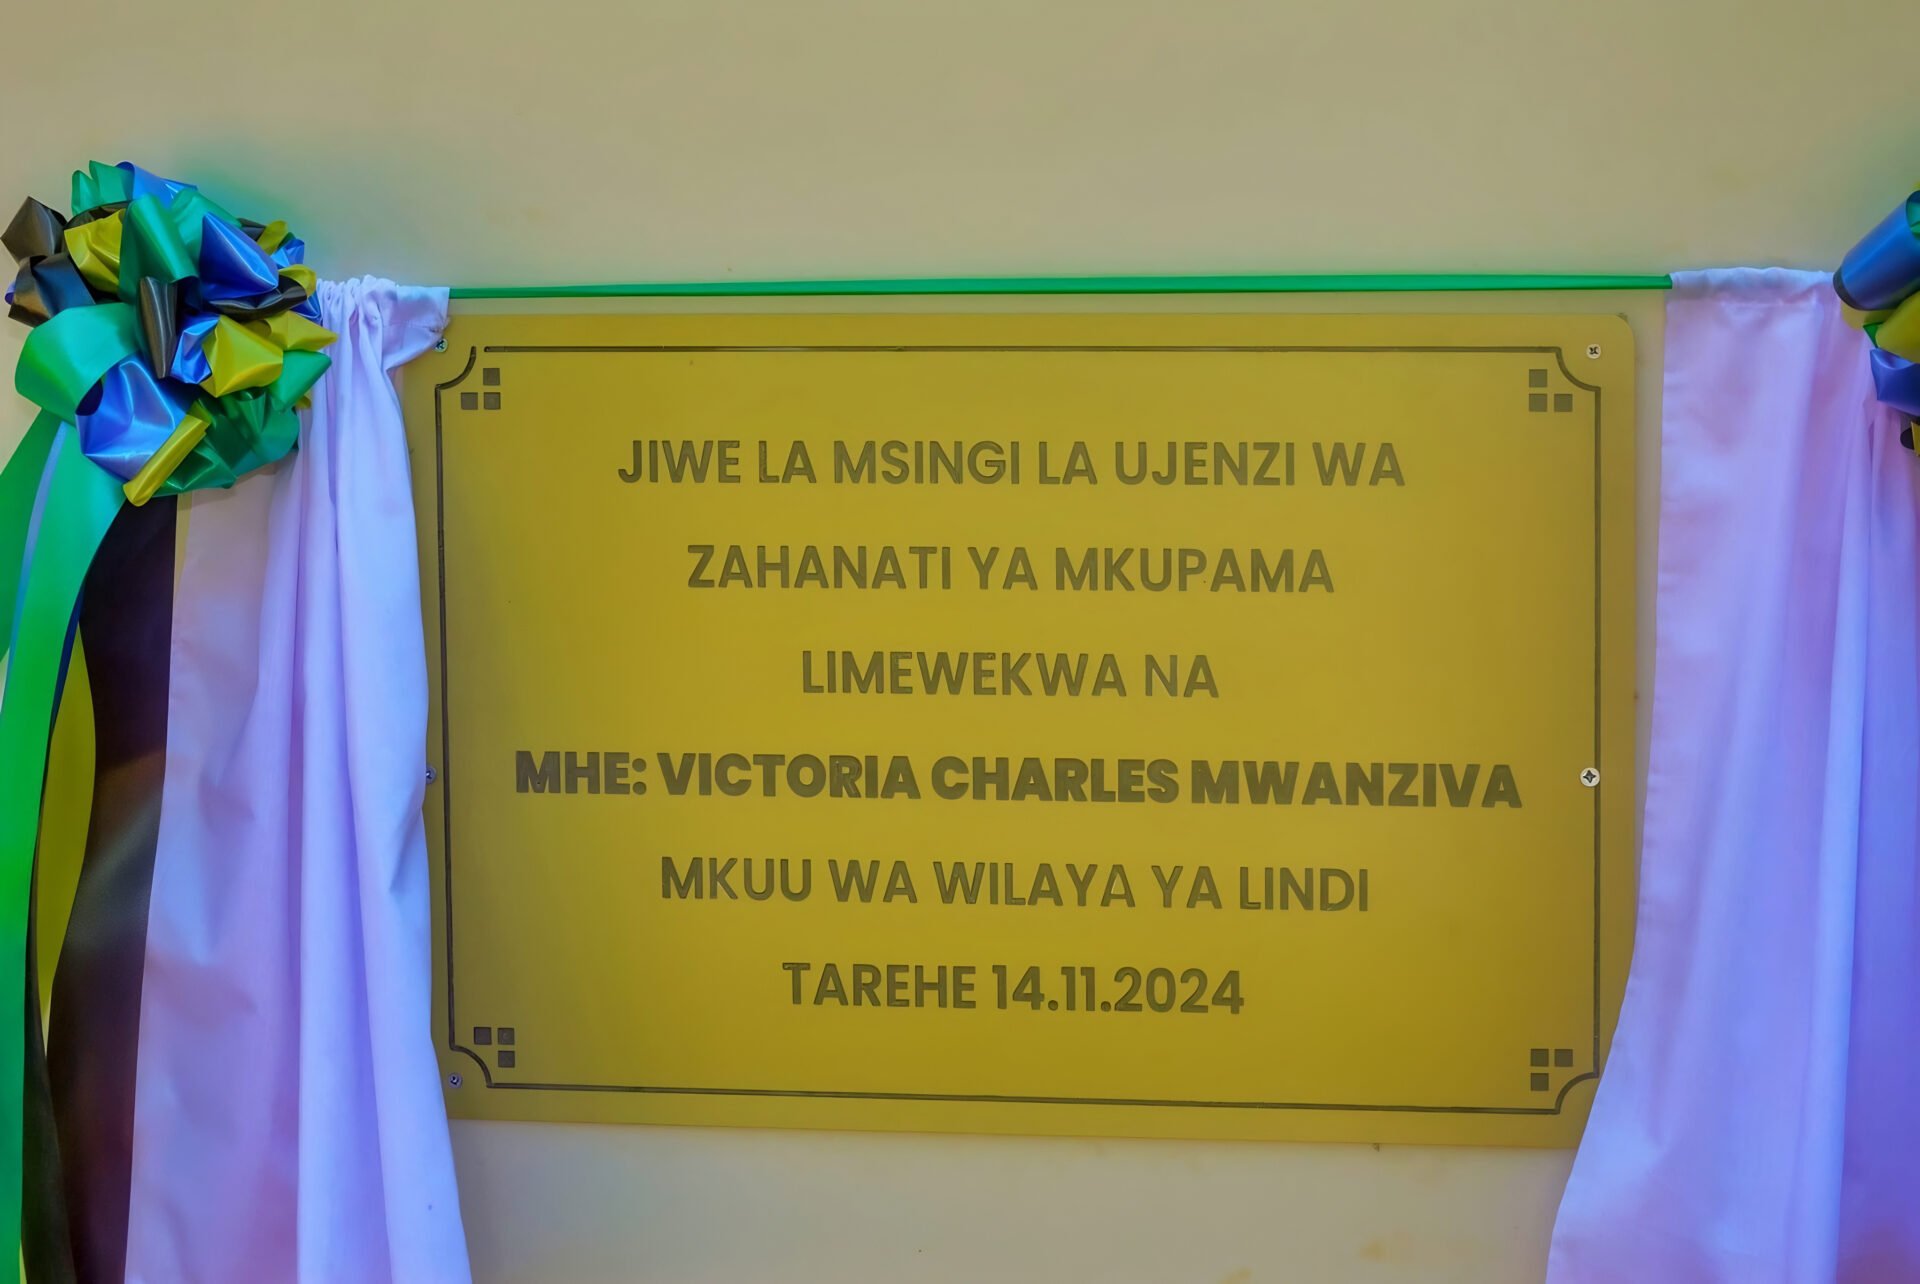 JIWE LA MSINGI LA UJENZI WA
ZAHANATI YA MKUPAMA
LIMEWEKWA NA
MHE: VICTORIA CHARLES MWANZIVA
MKUU WA WILAYA YA LINDI
TAREHE 14.11.2024